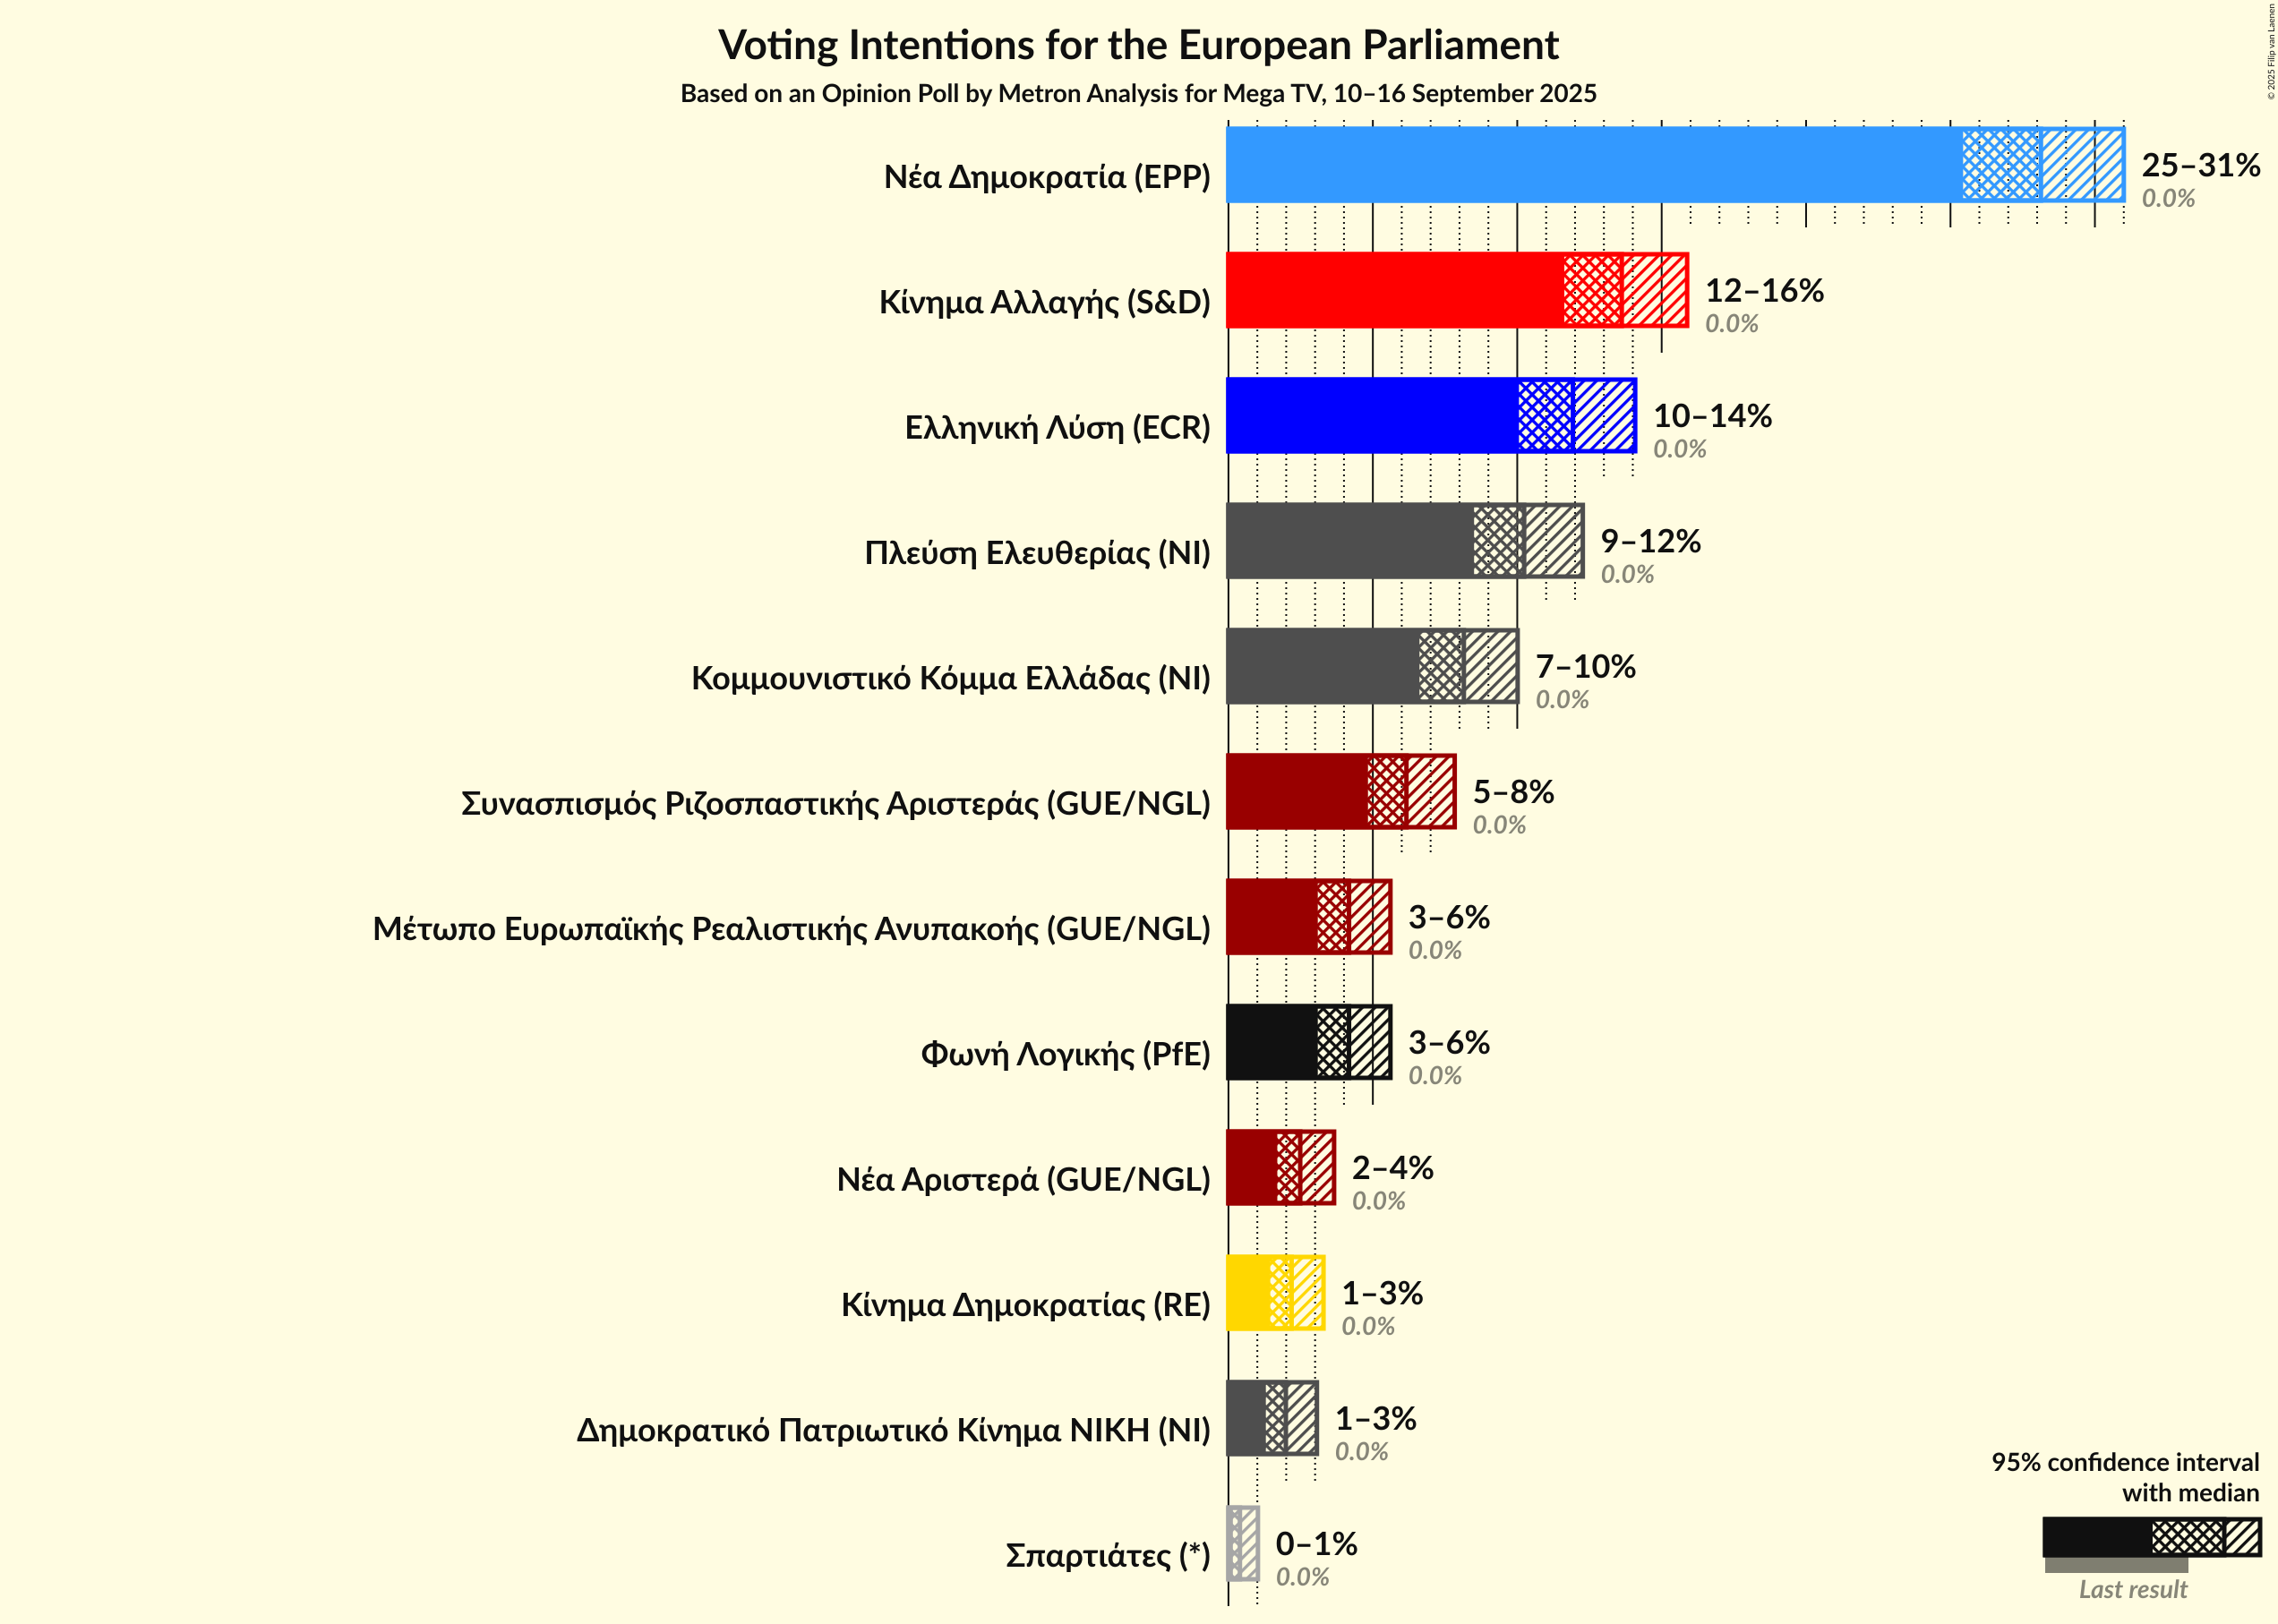 Voting Intentions for the European Parliament
Based on an Opinion Poll by Metron Analysis for Mega TV, 10–16 September 2025
© 2025 Filip van Laenen
Νέα Δημοκρατία (EPP)
25–31%
0.0%
Κίνημα Αλλαγής (S&D)
12–16%
0.0%
Ελληνική Λύση (ECR)
10–14%
0.0%
Πλεύση Ελευθερίας (NI)
9–12%
0.0%
Κομμουνιστικό Κόμμα Ελλάδας (NI)
7–10%
0.0%
Συνασπισμός Ριζοσπαστικής Αριστεράς (GUE/NGL)
5–8%
0.0%
Μέτωπο Ευρωπαϊκής Ρεαλιστικής Ανυπακοής (GUE/NGL)
3–6%
0.0%
Φωνή Λογικής (PfE)
3–6%
0.0%
Νέα Αριστερά (GUE/NGL)
2–4%
0.0%
Κίνημα Δημοκρατίας (RE)
1–3%
0.0%
Δημοκρατικό Πατριωτικό Κίνημα ΝΙΚΗ (NI)
1–3%
0.0%
Σπαρτιάτες (*)
0–1%
0.0%
95% confidence interval
with median
Last result